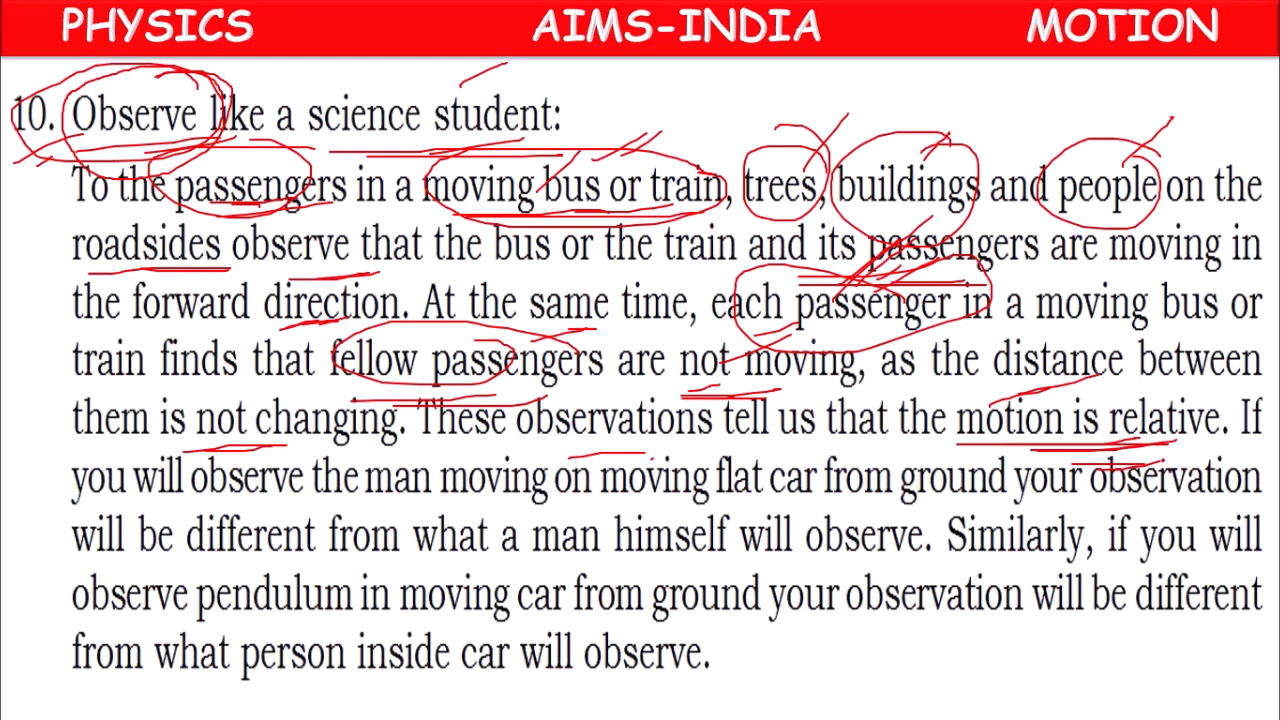 PHYSICS AIMS-INDIA MOTION
10. Observe like a science student:
To the passengers in a moving bus or train, trees, buildings and people on the
roadsides observe that the bus or the train and its passengers are moving in
the forward direction. At the same time, each passenger in a moving bus or
train finds that fellow passengers are not moving, as the distance between
them is not changing. These observations tell us that the motion is relative. If
you will observe the man moving on moving flat car from ground your observation
will be different from what a man himself will observe. Similarly, if you will
observe pendulum in moving car from ground your observation will be different
from what person inside car will observe.